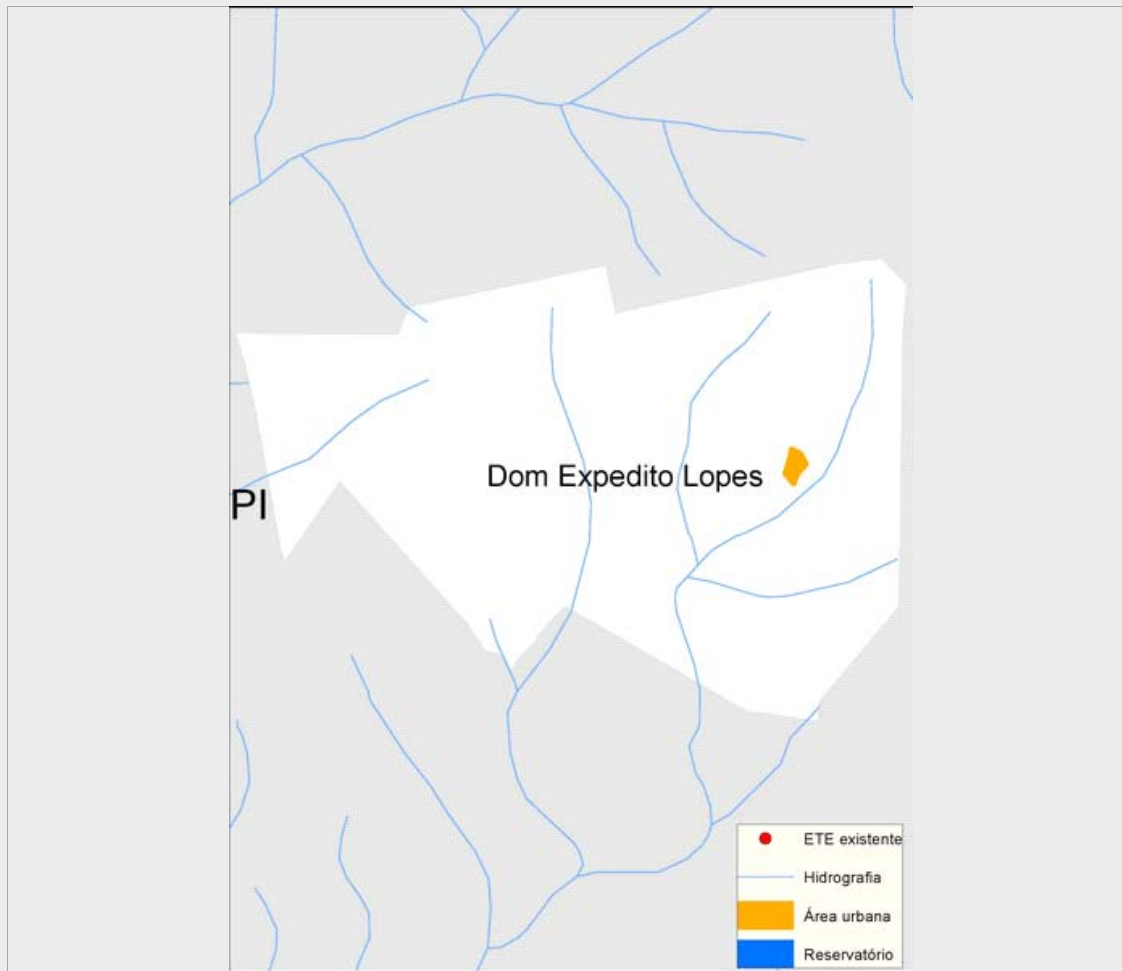 Dom Expedito Lopes
PI
ETE existente
Hidrografia
Área urbana
Reservatório